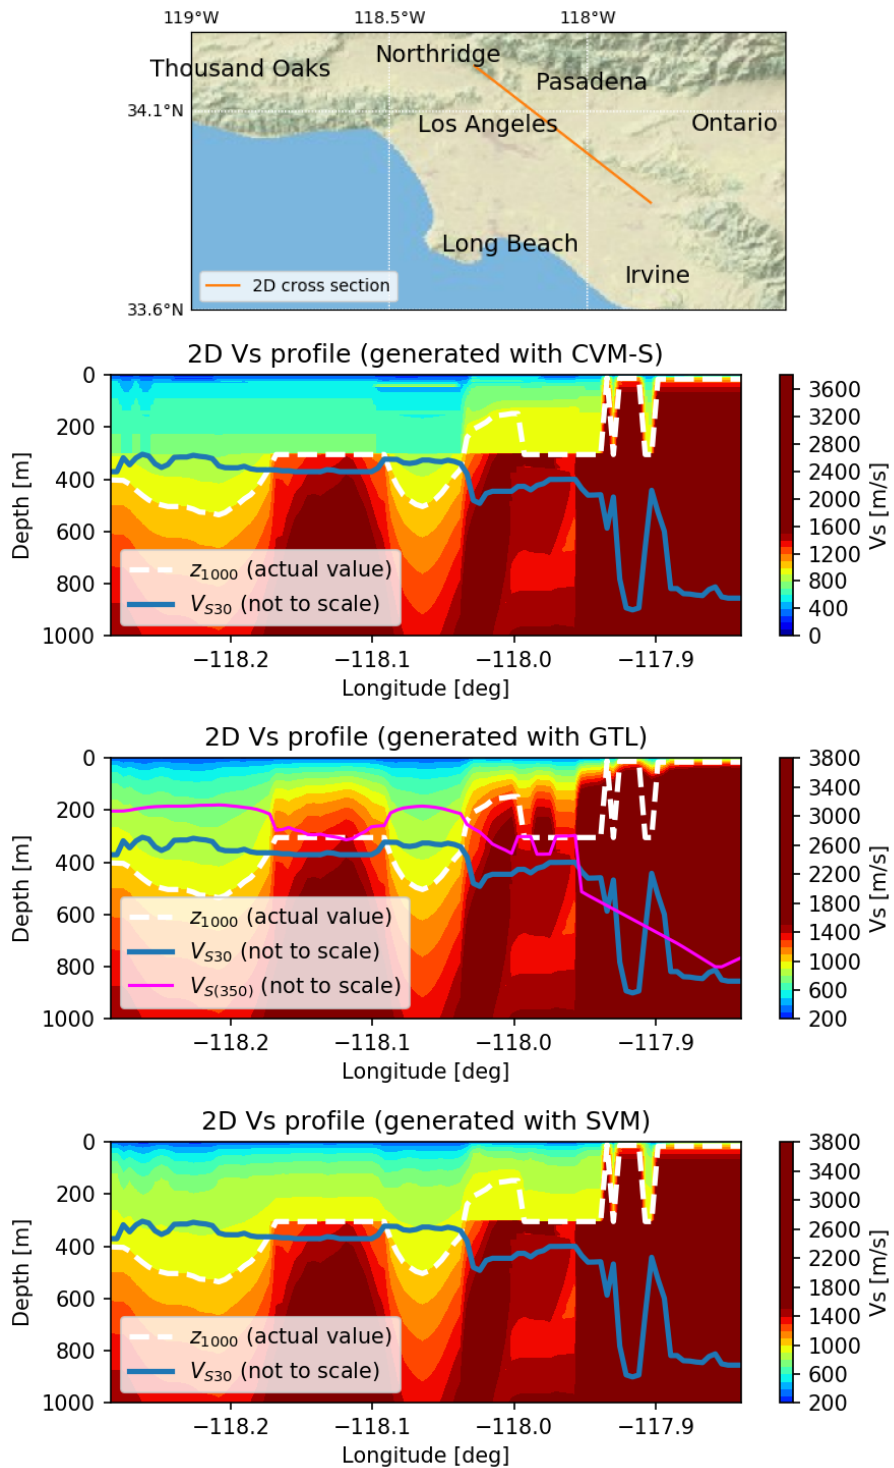 119°W 118.5°W 118°W
Northridge
Thousand Oaks
Pasadena
34.1°N
Los Angeles
Ontario
Long Beach
Irvine
2D cross section
33.6°N
2D Vs profile (generated with CVM-S)
0
200
400
600
800
1000
Depth [m]
z1000 (actual value)
VS30 (not to scale)
−118.2 −118.1 −118.0 −117.9
Longitude [deg]
3600
3200
2800
2400
2000
1600
1200
800
400
0
Vs [m/s]
2D Vs profile (generated with GTL)
0
200
400
600
800
1000
Depth [m]
z1000 (actual value)
VS30 (not to scale)
VS(350) (not to scale)
−118.2 −118.1 −118.0 −117.9
Longitude [deg]
3800
3400
3000
2600
2200
1800
1400
1000
600
200
Vs [m/s]
2D Vs profile (generated with SVM)
0
200
400
600
800
1000
Depth [m]
z1000 (actual value)
VS30 (not to scale)
−118.2 −118.1 −118.0 −117.9
Longitude [deg]
3800
3400
3000
2600
2200
1800
1400
1000
600
200
Vs [m/s]